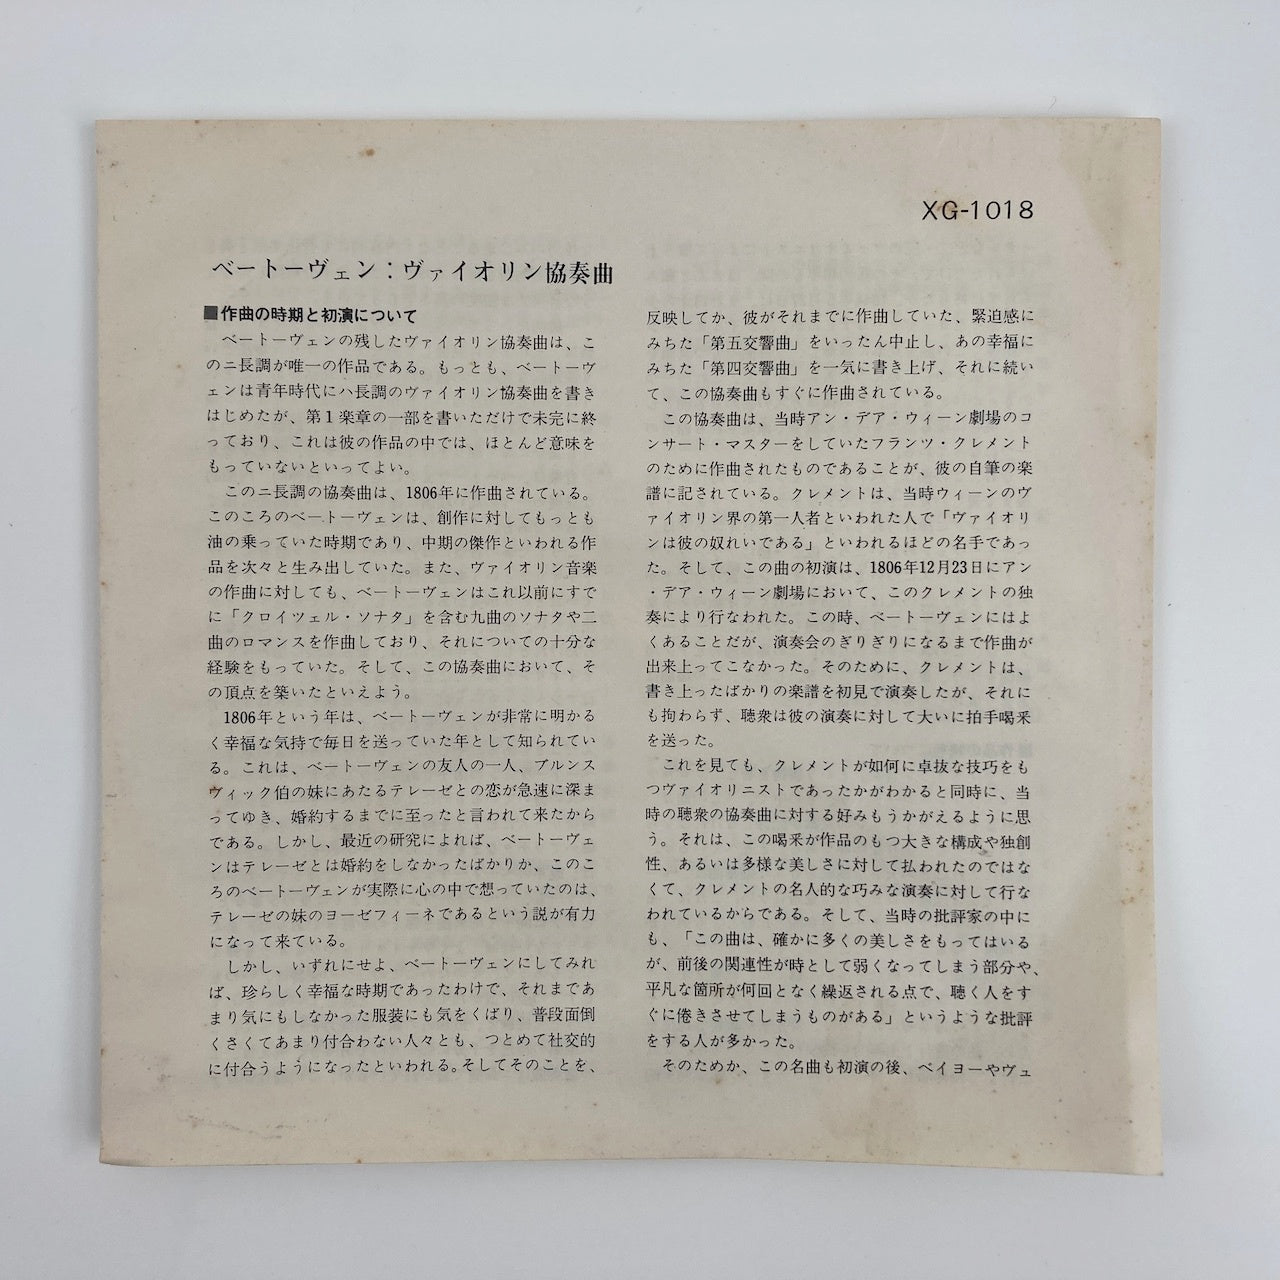 XG-1018
ベートーヴェン：ヴァイオリン協奏曲
■作曲の時期と初演について
ベートーヴェンの残したヴァイオリン協奏曲は、こ
のニ長調が唯一の作品である。もっとも、ベートーヴ
ェンは青年時代にハ長調のヴァイオリン協奏曲を書き
はじめたが、第１楽章の一部を書いただけで未完に終
っており、これは彼の作品の中では、ほとんど意味を
もっていないといってよい。
このニ長調の協奏曲は、1806年に作曲されている。
このころのベートーヴェンは、創作に対してもっとも
油の乗っていた時期であり、中期の傑作といわれる作
品を次々と生み出していた。また、ヴァイオリン音楽
の作曲に対しても、ベートーヴェンはこれ以前にすで
に「クロイツェル・ソナタ」を含む九曲のソナタや二
曲のロマンスを作曲しており、それについての十分な
経験をもっていた。そして、この協奏曲において、そ
の頂点を築いたといえよう。
1806年という年は、ベートーヴェンが非常に明かる
く幸福な気持で毎日を送っていた年として知られてい
る。これは、ベートーヴェンの友人の一人、ブルンス
ヴィック伯の妹にあたるテレーゼとの恋が急速に深ま
ってゆき、婚約するまでに至ったと言われて来たから
である。しかし、最近の研究によれば、ベートーヴェ
ンはテレーゼとは婚約をしなかったばかりか、このこ
ろのベートーヴェンが実際に心の中で想っていたのは、
テレーゼの妹のヨーゼフィーネであるという説が有力
になって来ている。
しかし、いずれにせよ、ベートーヴェンにしてみれ
ば、珍らしく幸福な時期であったわけで、それまであ
まり気にもしなかった服装にも気をくばり、普段面倒
くさくてあまり付合わない人々とも、つとめて社交的
に付合うようになったといわれる。そしてそのことを、
反映してか、彼がそれまでに作曲していた、緊迫感に
みちた「第五交響曲」をいったん中止し、あの幸福に
みちた「第四交響曲」を一気に書き上げ、それに続い
て、この協奏曲もすぐに作曲されている。
この協奏曲は、当時アン・デア・ウィーン劇場のコ
ンサート・マスターをしていたフランツ・クレメント
のために作曲されたものであることが、彼の自筆の楽
譜に記されている。クレメントは、当時ウィーンのヴ
ァイオリン界の第一人者といわれた人で「ヴァイオリ
ンは彼の奴れいである」といわれるほどの名手であっ
た。そして、この曲の初演は、1806年12月23日にアン
・デア・ウィーン劇場において、このクレメントの独
奏により行なわれた。この時、ベートーヴェンにはよ
くあることだが、演奏会のぎりぎりになるまで作曲が
出来上ってこなかった。そのために、クレメントは、
書き上ったばかりの楽譜を初見で演奏したが、それに
も拘わらず、聴衆は彼の演奏に対して大いに拍手喝釆
を送った。
これを見ても、クレメントが如何に卓抜な技巧をも
つヴァイオリニストであったかがわかると同時に、当
時の聴衆の協奏曲に対する好みもうかがえるように思
う。それは、この喝釆が作品のもつ大きな構成や独創
性、あるいは多様な美しさに対して払われたのではな
くて、クレメントの名人的な巧みな演奏に対して行な
われているからである。そして、当時の批評家の中に
も、「この曲は、確かに多くの美しさをもってはいる
が、前後の関連性が時として弱くなってしまう部分や、
平凡な箇所が何回となく繰返される点で、聴く人をす
ぐに倦きさせてしまうものがある」というような批評
をする人が多かった。
そのためか、この名曲も初演の後、ベイヨーやヴュ